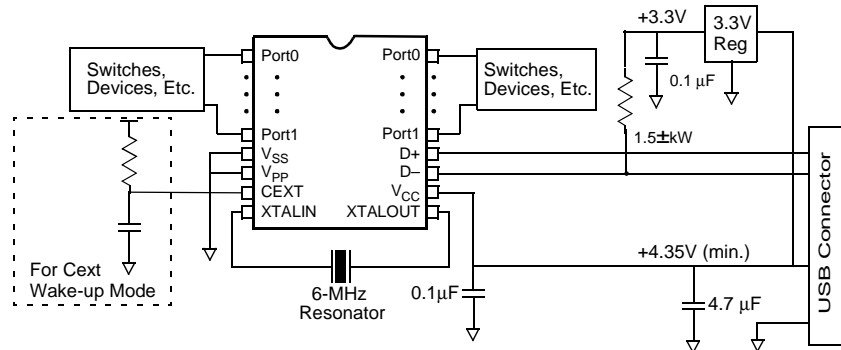 +3.3V
3.3V
Reg
0.1 μF
1.5±kW
Switches,
Devices, Etc.
Port0
Port0
Switches,
Devices, Etc.
Port1
Port1
VSS
D+
VPP
D–
CEXT
VCC
XTALIN
XTALOUT
For Cext
Wake-up Mode
6-MHz
Resonator
0.1μF
+4.35V (min.)
4.7 μF
USB Connector